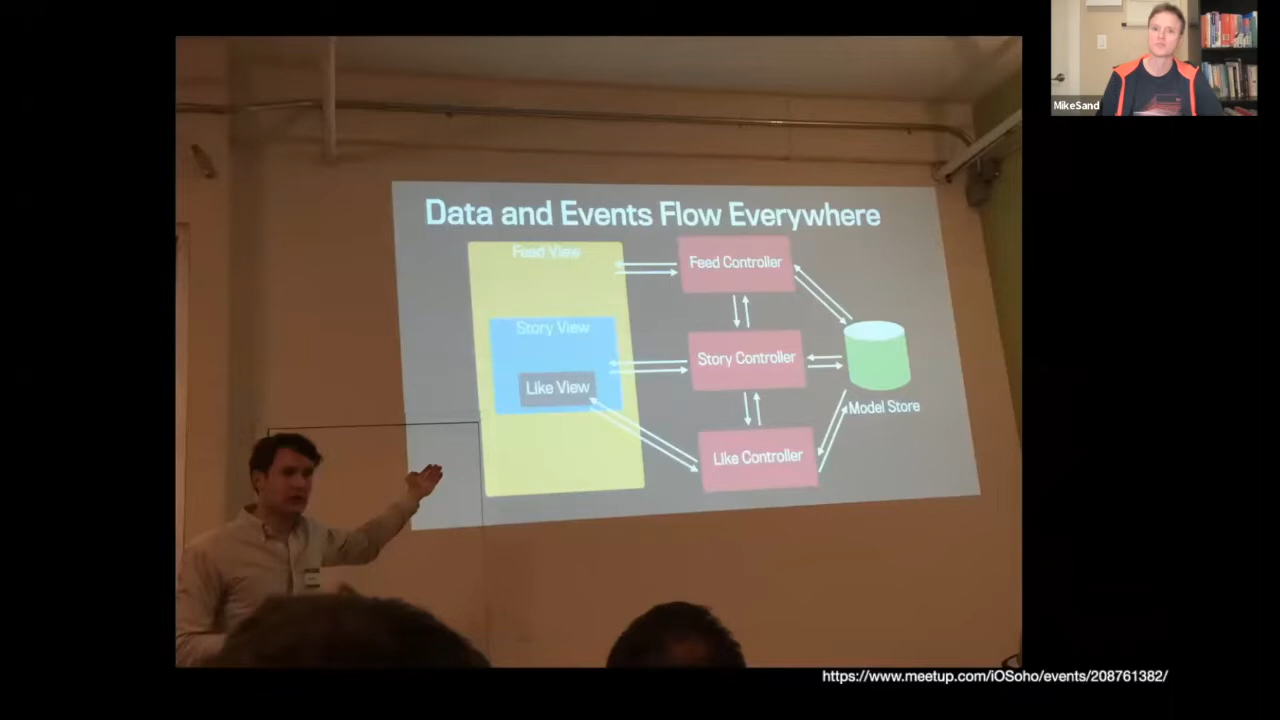 MikeSand
Data and Events Flow Everywhere
Feed View
Feed Controller
Story View
Story Controller
Like View
Model Store
Like Controller
https://www.meetup.com/iOSoho/events/208761382/